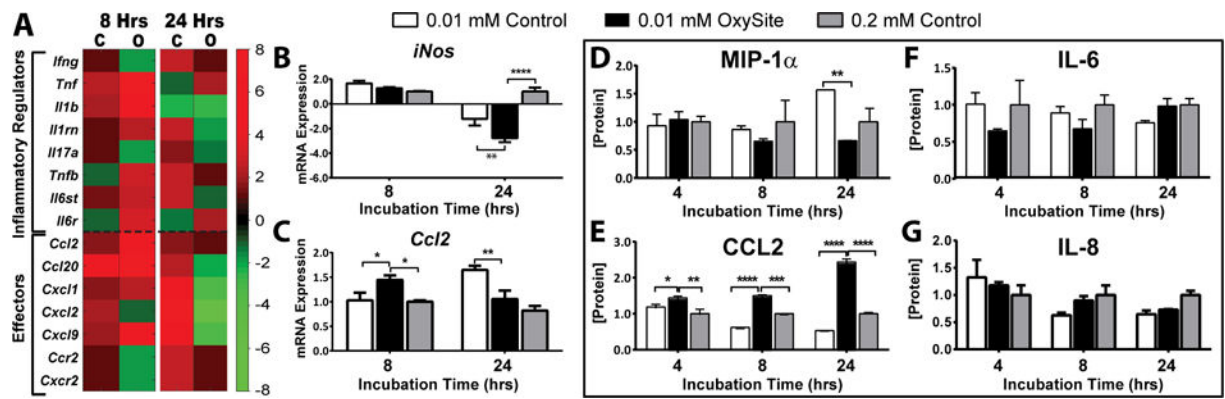 0.01 mM Control 0.01 mM OxySite 0.2 mM Control
A
8 Hrs 24 Hrs
C O C O
Inflammatory Regulators
Ifng
Tnf
Il1b
Il1rn
Il17a
Tnfb
Il6st
Il6r
Effectors
Ccl2
Ccl20
Cxcl1
Cxcl2
Cxcl9
Ccr2
Cxcr2
8
6
4
2
0
-2
-4
-6
-8
B
iNos
mRNA Expression
2.0
0.0
-2.0
-4.0
-6.0
****
**
8 24
Incubation Time (hrs)
C
Ccl2
mRNA Expression
2.0
1.5
1.0
0.5
0.0
* * **
8 24
Incubation Time (hrs)
D
MIP-1α
[Protein]
2.0
1.5
1.0
0.5
0.0
**
4 8 24
Incubation Time (hrs)
E
CCL2
[Protein]
3.0
2.0
1.0
0.0
* ** **** *** **** ****
4 8 24
Incubation Time (hrs)
F
IL-6
[Protein]
1.5
1.0
0.5
0.0
4 8 24
Incubation Time (hrs)
G
IL-8
[Protein]
2.0
1.5
1.0
0.5
0.0
4 8 24
Incubation Time (hrs)